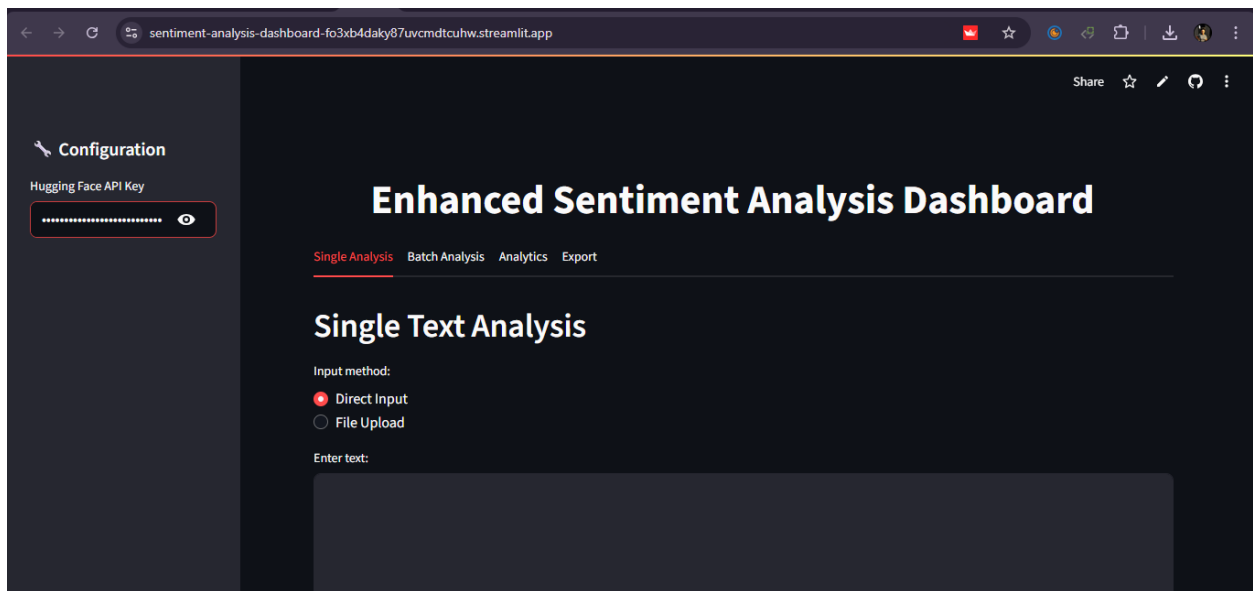 sentiment-analysis-dashboard-fo3xb4daky87uvcmdtcuhw.streamlit.app
Share
Configuration
Hugging Face API Key
Enhanced Sentiment Analysis Dashboard
Single Analysis Batch Analysis Analytics Export
Single Text Analysis
Input method:
Direct Input
File Upload
Enter text: